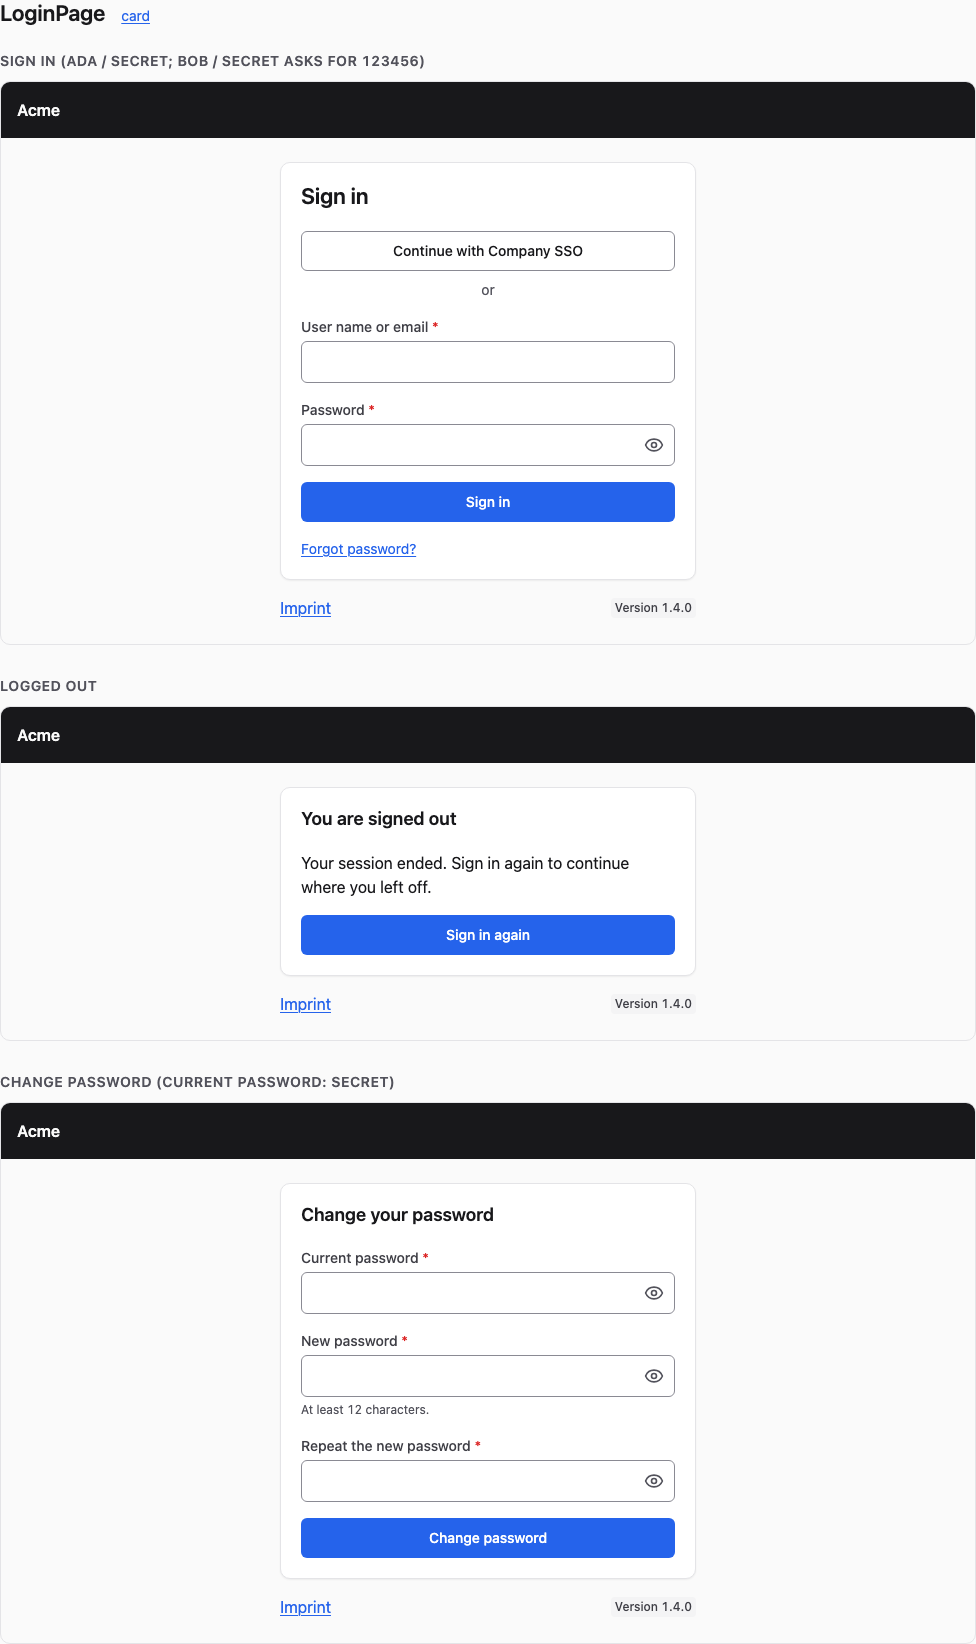 LoginPage card
SIGN IN (ADA / SECRET; BOB / SECRET ASKS FOR 123456)
Acme
Sign in
Continue with Company SSO
or
User name or email *
Password *
Sign in
Forgot password?
Imprint Version 1.4.0
LOGGED OUT
Acme
You are signed out
Your session ended. Sign in again to continue
where you left off.
Sign in again
Imprint Version 1.4.0
CHANGE PASSWORD (CURRENT PASSWORD: SECRET)
Acme
Change your password
Current password *
New password *
At least 12 characters.
Repeat the new password *
Change password
Imprint Version 1.4.0